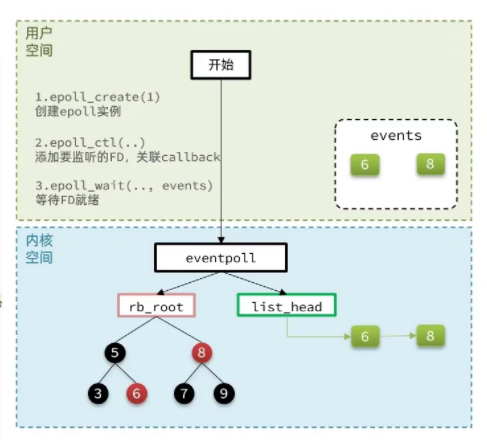 用户
空间
开始
1.epoll_create(1)
创建epoll实例
2.epoll_ctl(..)
添加要监听的FD，关联callback
3.epoll_wait(.., events)
等待FD就绪
events
6
8
内核
空间
eventpoll
rb_root
list_head
6
8
5
8
3
6
7
9